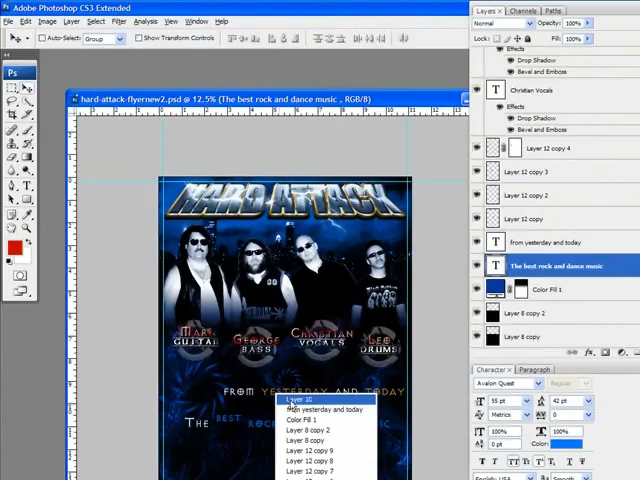 Adobe Photoshop CS3 Extended
File Edit Image Layer Select Filter Analysis View Window Help
Auto-Select: Group Show Transform Controls
Ps
hard-attack-flyernew2.psd @ 12.5% (The best rock and dance music , RGB/8)
HARD ATTACK
Mark
GUITAR
George
BASS
Christian
VOCALS
Leo
DRUMS
FROM YESTERDAY AND TODAY
The BEST ROCK
Layer 18
from yesterday and today
Color Fill 1
Layer 8 copy 2
Layer 8 copy
Layer 12 copy 9
Layer 12 copy 8
Layer 12 copy 7
Layers Channels Paths
Normal Opacity: 100%
Lock: Fill: 100%
Effects
Drop Shadow
Bevel and Emboss
Christian Vocals
Effects
Drop Shadow
Bevel and Emboss
Layer 12 copy 4
Layer 12 copy 3
Layer 12 copy 2
Layer 12 copy
from yesterday and today
The best rock and dance music
Color Fill 1
Layer 8 copy 2
Layer 8 copy
Character Paragraph
Avalon Quest Regular
55 pt 42 pt
Metrics 0
100% 100%
0 pt Color:
English: USA Smooth